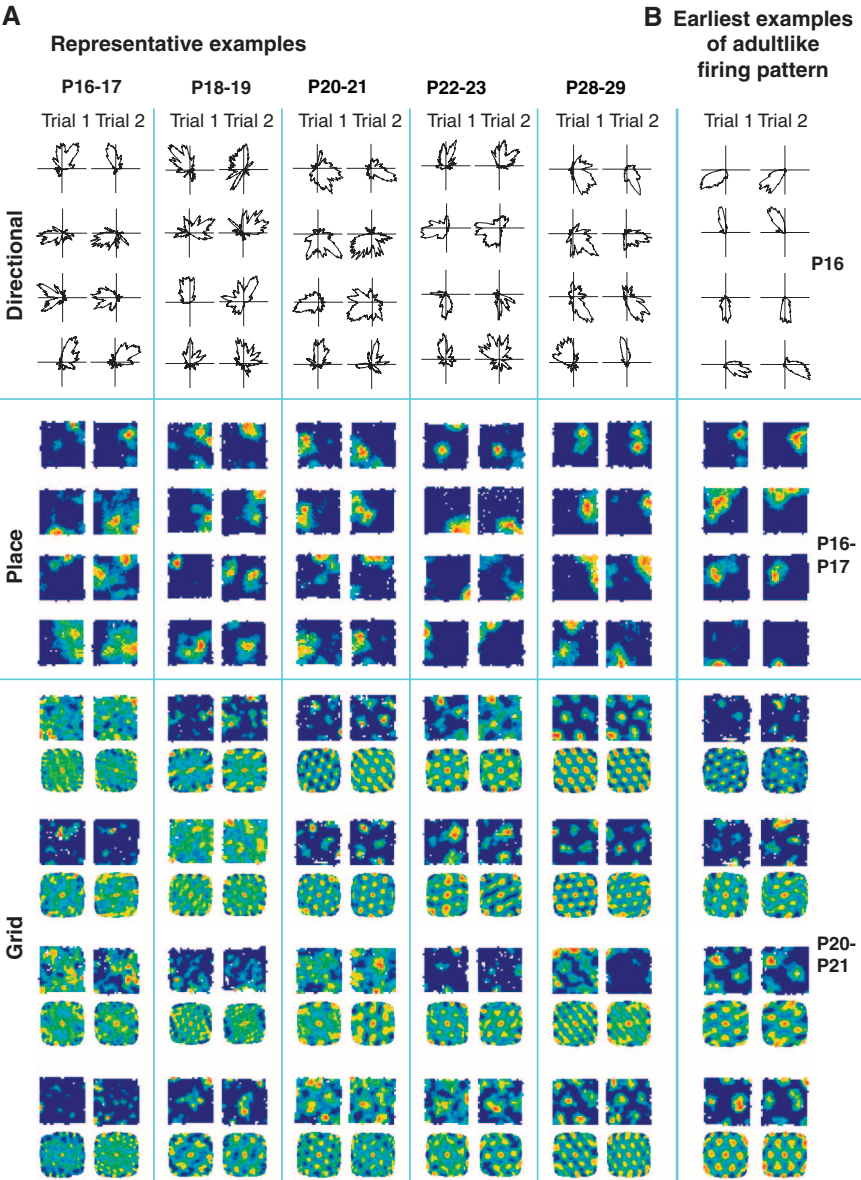 A
Representative examples
B Earliest examples
of adultlike
firing pattern
P16-17
P18-19
P20-21
P22-23
P28-29
Trial 1 Trial 2
Trial 1 Trial 2
Trial 1 Trial 2
Trial 1 Trial 2
Trial 1 Trial 2
Trial 1 Trial 2
Directional
P16
Place
P16-
P17
Grid
P20-
P21